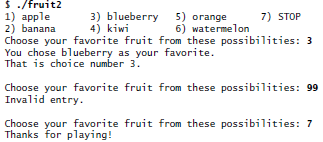 $ ./fruit2
1) apple 3) blueberry 5) orange 7) STOP
2) banana 4) kiwi 6) watermelon
Choose your favorite fruit from these possibilities: 3
You chose blueberry as your favorite.
That is choice number 3.

Choose your favorite fruit from these possibilities: 99
Invalid entry.

Choose your favorite fruit from these possibilities: 7
Thanks for playing!